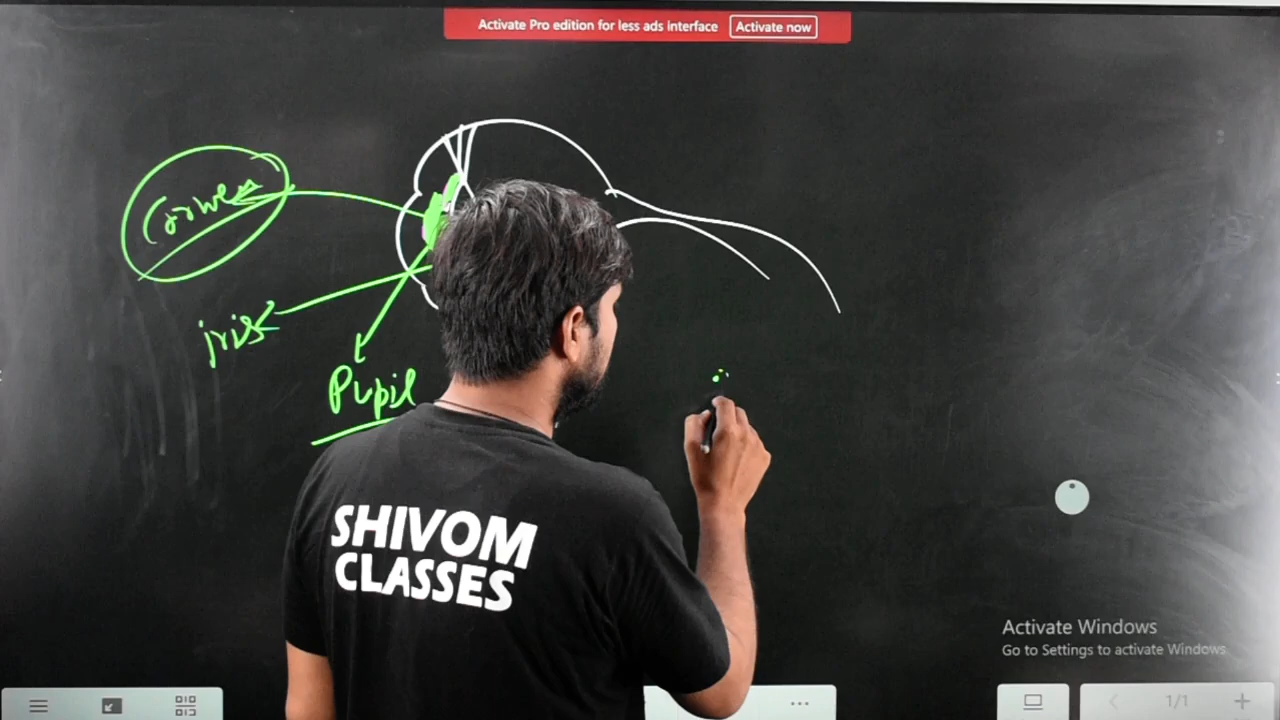 Activate Pro edition for less ads interface Activate now
iris
Pupil
SHIVOM
CLASSES
Activate Windows
Go to Settings to activate Windows.
1/1